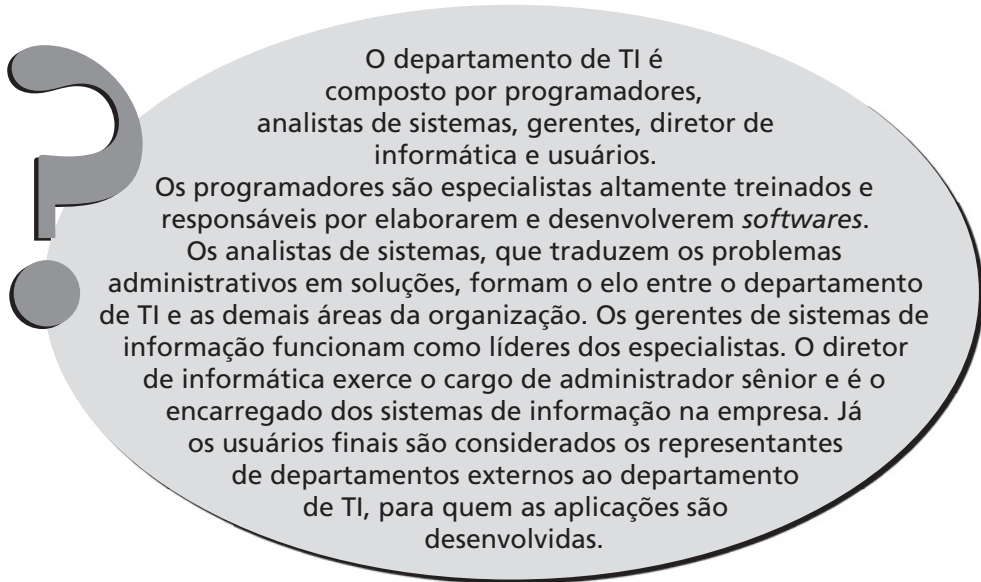 O departamento de TI é
composto por programadores,
analistas de sistemas, gerentes, diretor de
informática e usuários.
Os programadores são especialistas altamente treinados e
responsáveis por elaborarem e desenvolverem softwares.
Os analistas de sistemas, que traduzem os problemas
administrativos em soluções, formam o elo entre o departamento
de TI e as demais áreas da organização. Os gerentes de sistemas de
informação funcionam como líderes dos especialistas. O diretor
de informática exerce o cargo de administrador sênior e é o
encarregado dos sistemas de informação na empresa. Já
os usuários finais são considerados os representantes
de departamentos externos ao departamento
de TI, para quem as aplicações são
desenvolvidas.